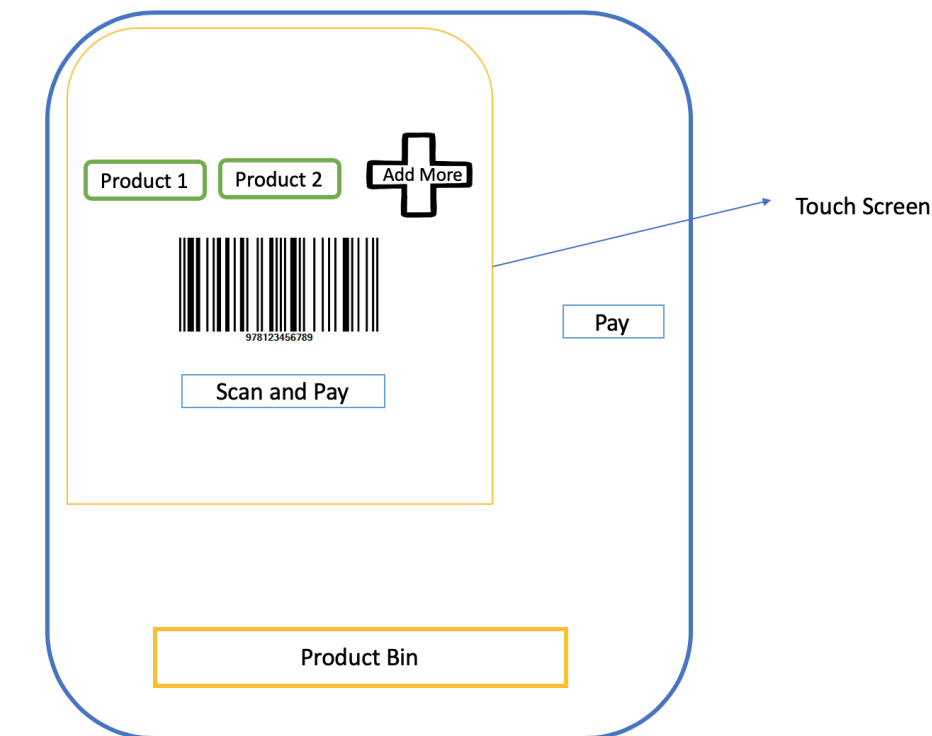 Product 1
Product 2
Add More
Touch Screen
978123456789
Pay
Scan and Pay
Product Bin